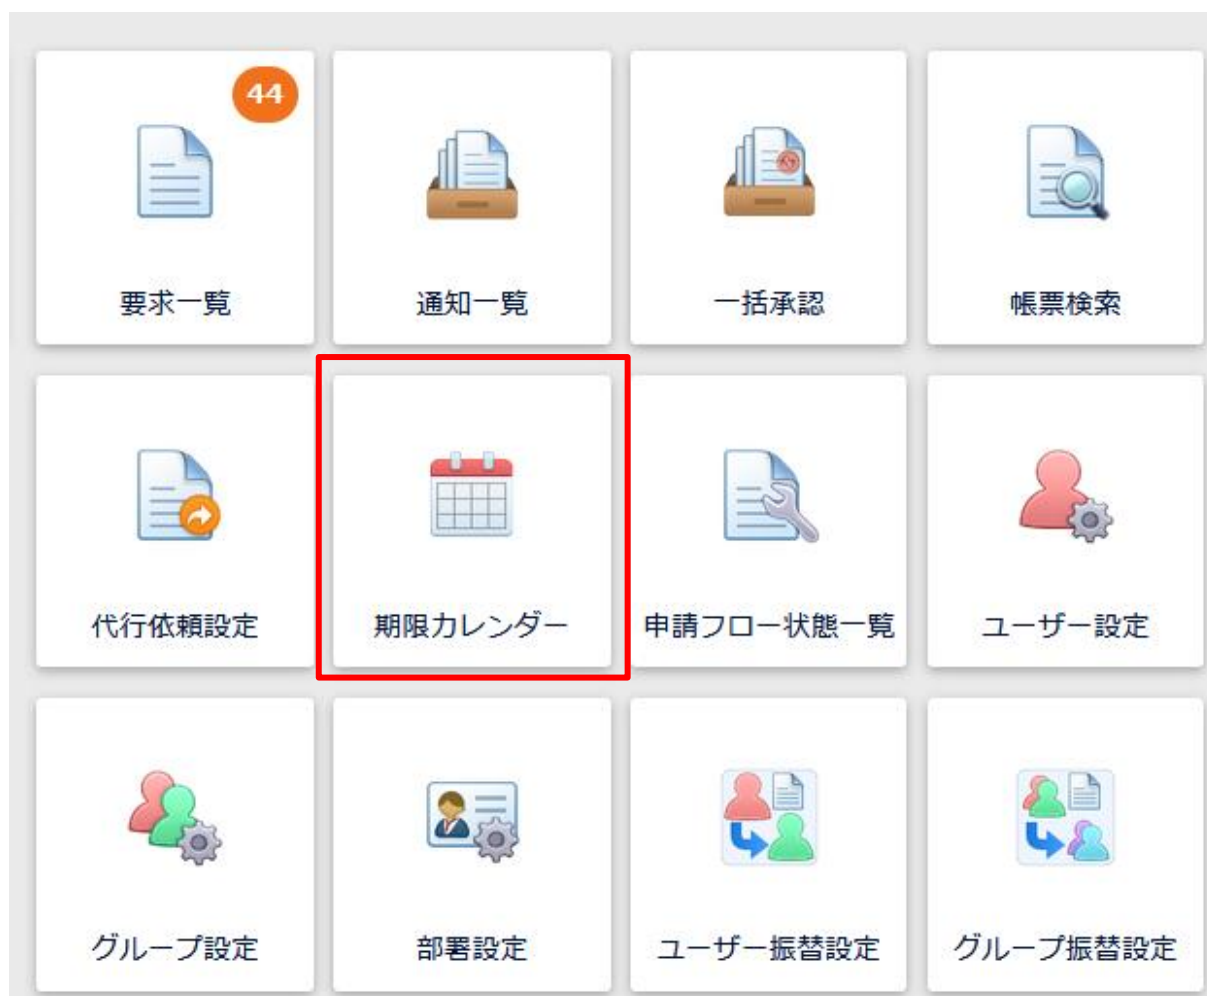 44
要求一覧
通知一覧
一括承認
帳票検索
代行依頼設定
期限カレンダー
申請フロー状態一覧
ユーザー設定
グループ設定
部署設定
ユーザー振替設定
グループ振替設定